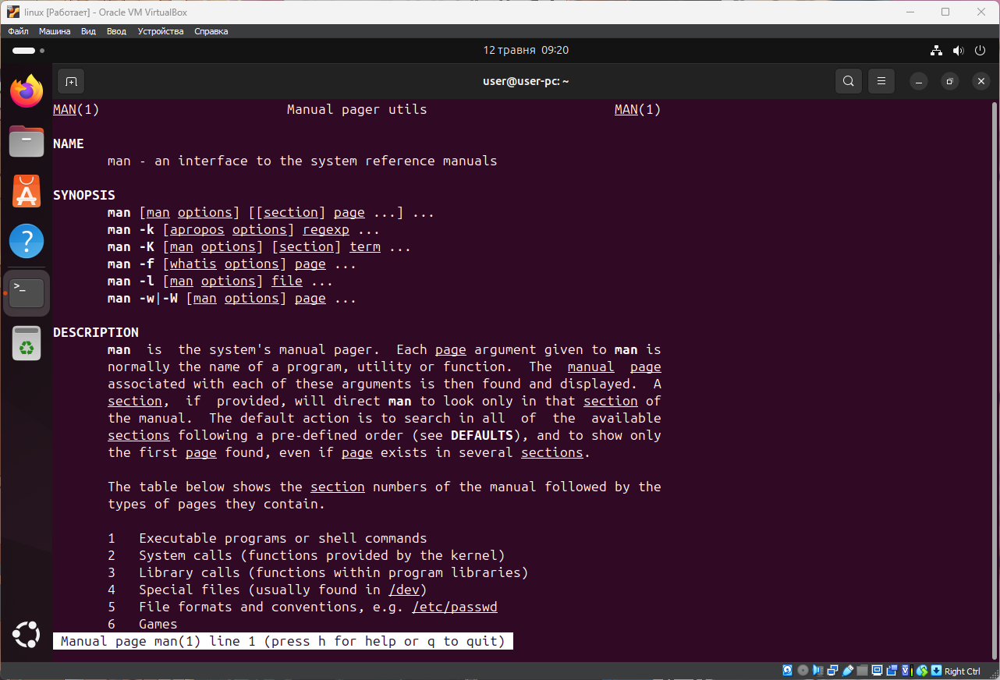 linux [Работает] - Oracle VM VirtualBox
Файл Машина Вид Ввод Устройства Справка
12 травня 09:20
user@user-pc: ~
MAN(1) Manual pager utils MAN(1)
NAME
man - an interface to the system reference manuals
SYNOPSIS
man [man options] [[section] page ...] ...
man -k [apropos options] regexp ...
man -K [man options] [section] term ...
man -f [whatis options] page ...
man -l [man options] file ...
man -w|-W [man options] page ...
DESCRIPTION
man is the system's manual pager. Each page argument given to man is
normally the name of a program, utility or function. The manual page
associated with each of these arguments is then found and displayed. A
section, if provided, will direct man to look only in that section of
the manual. The default action is to search in all of the available
sections following a pre-defined order (see DEFAULTS), and to show only
the first page found, even if page exists in several sections.
The table below shows the section numbers of the manual followed by the
types of pages they contain.
1 Executable programs or shell commands
2 System calls (functions provided by the kernel)
3 Library calls (functions within program libraries)
4 Special files (usually found in /dev)
5 File formats and conventions, e.g. /etc/passwd
6 Games
Manual page man(1) line 1 (press h for help or q to quit)
Right Ctrl